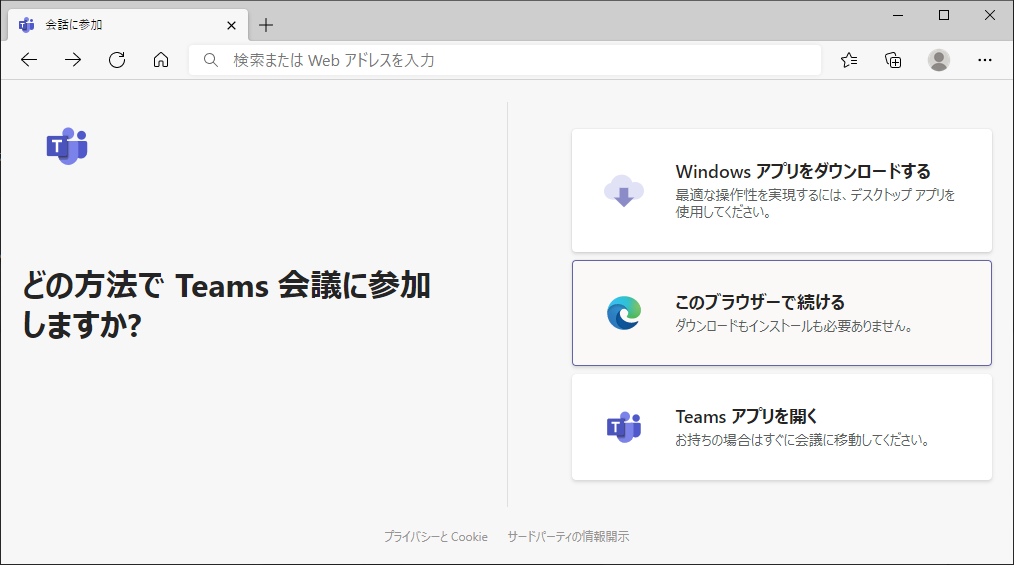 会話に参加
検索または Web アドレスを入力
どの方法で Teams 会議に参加
しますか?
Windows アプリをダウンロードする
最適な操作性を実現するには、デスクトップ アプリを
使用してください。
このブラウザーで続ける
ダウンロードもインストールも必要ありません。
Teams アプリを開く
お持ちの場合はすぐに会議に移動してください。
プライバシーと Cookie サードパーティの情報開示